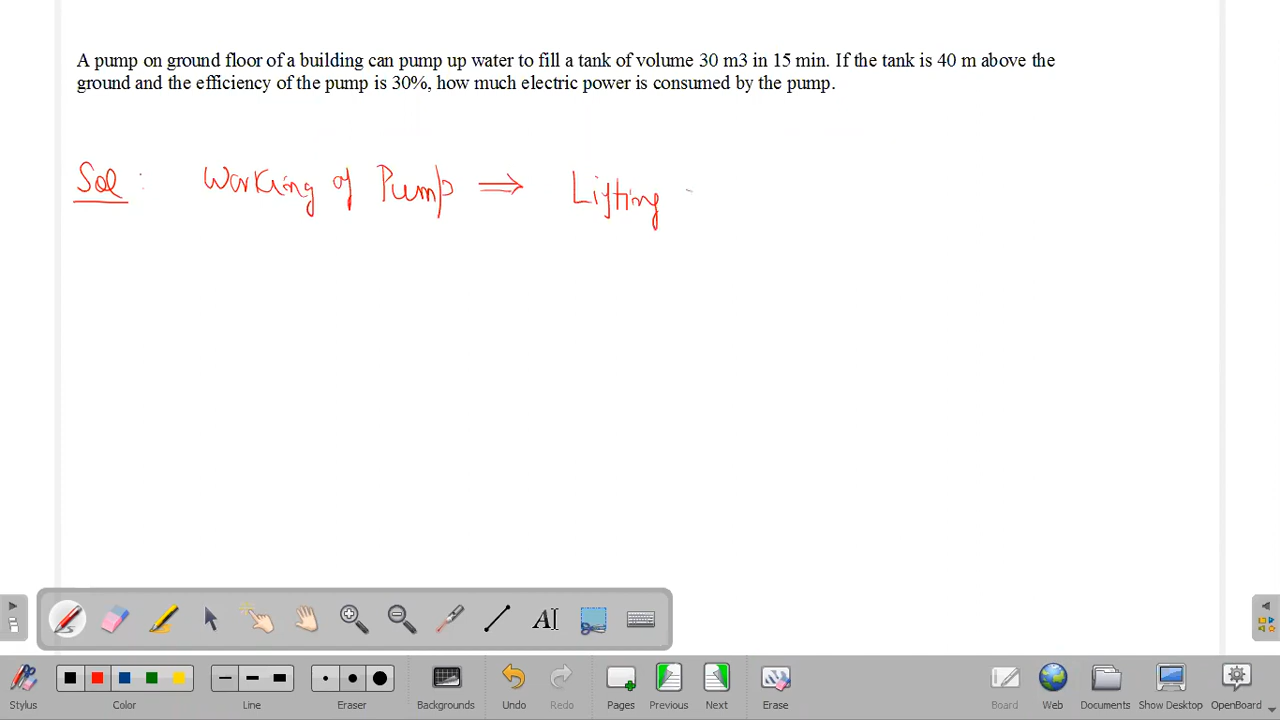 A pump on ground floor of a building can pump up water to fill a tank of volume 30 m3 in 15 min. If the tank is 40 m above the
ground and the efficiency of the pump is 30%, how much electric power is consumed by the pump.
Sol : Working of Pump ⇒ Lifting
AI
Stylus Color Line Eraser Backgrounds Undo Redo Pages Previous Next Erase Board Web Documents Show Desktop OpenBoard